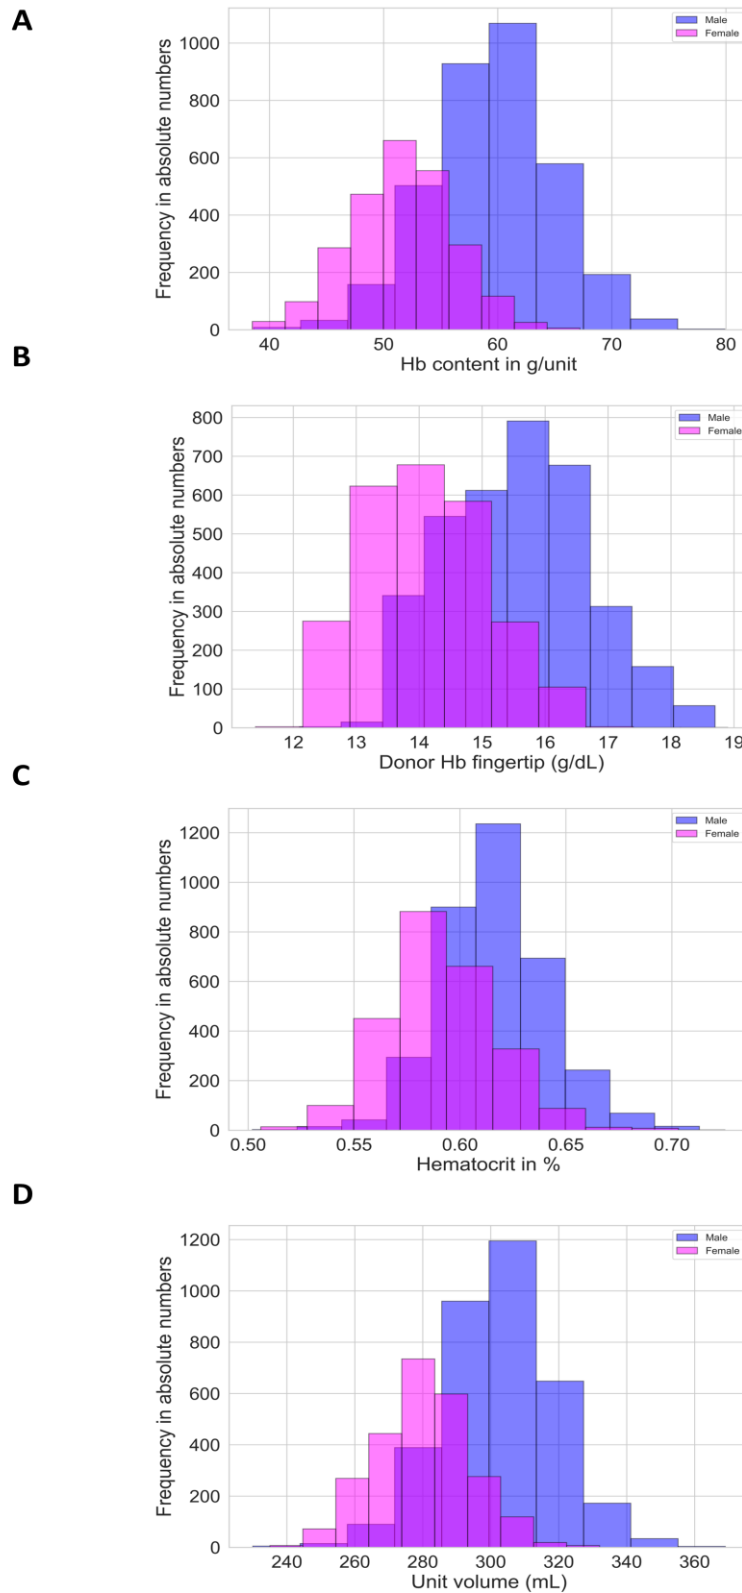 A
Frequency in absolute numbers
1000
800
600
400
200
0
Male
Female
40 50 60 70 80
Hb content in g/unit
B
Frequency in absolute numbers
800
700
600
500
400
300
200
100
0
Male
Female
12 13 14 15 16 17 18 19
Donor Hb fingertip (g/dL)
C
Frequency in absolute numbers
1200
1000
800
600
400
200
0
Male
Female
0.50 0.55 0.60 0.65 0.70
Hematocrit in %
D
Frequency in absolute numbers
1200
1000
800
600
400
200
0
Male
Female
240 260 280 300 320 340 360
Unit volume (mL)